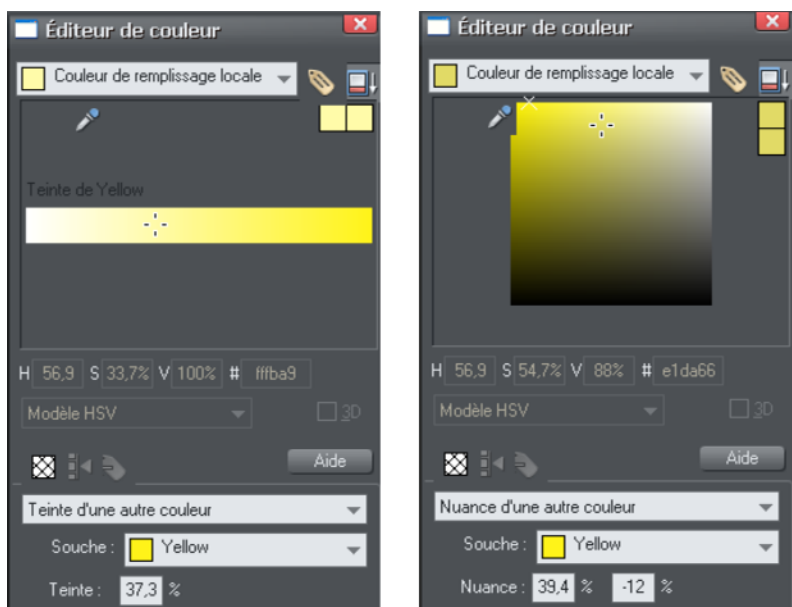 Éditeur de couleur
Couleur de remplissage locale
Teinte de Yellow
H 56,9 S 33,7% V 100% # fffba9
Modèle HSV 3D
Aide
Teinte d'une autre couleur
Souche : Yellow
Teinte : 37,3 %
Éditeur de couleur
Couleur de remplissage locale
H 56,9 S 54,7% V 88% # e1da66
Modèle HSV 3D
Aide
Nuance d'une autre couleur
Souche : Yellow
Nuance : 39,4 % -12 %